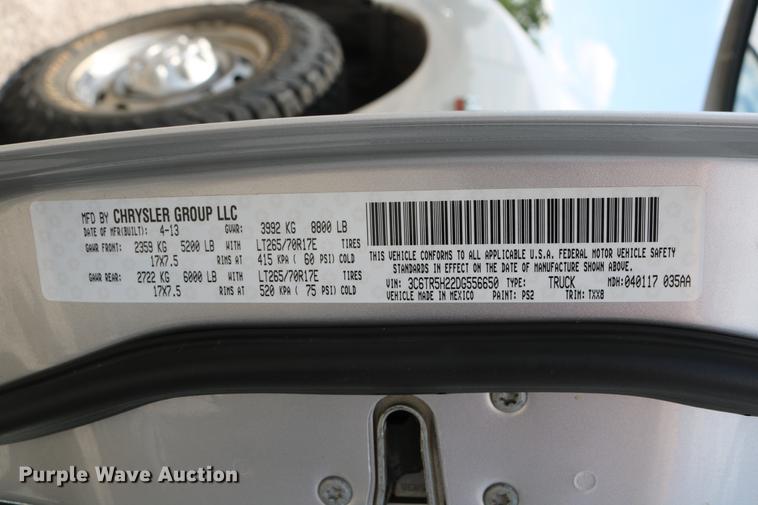 MFD BY CHRYSLER GROUP LLC
DATE OF MFR(BUILT): 4-13 GVWR: 3992 KG 8800 LB
GAWR FRONT: 2359 KG 5200 LB WITH LT265/70R17E TIRES
17X7.5 RIMS AT 415 KPA ( 60 PSI) COLD
GAWR REAR: 2722 KG 6000 LB WITH LT265/70R17E TIRES
17X7.5 RIMS AT 520 KPA ( 75 PSI) COLD
THIS VEHICLE CONFORMS TO ALL APPLICABLE U.S.A. FEDERAL MOTOR VEHICLE SAFETY
STANDARDS IN EFFECT ON THE DATE OF MANUFACTURE SHOWN ABOVE.
VIN: 3C6TR5H22DG556650 TYPE: TRUCK MDH: 040117 035AA
VEHICLE MADE IN MEXICO PAINT: PS2 TRIM: TXX8
Purple Wave Auction